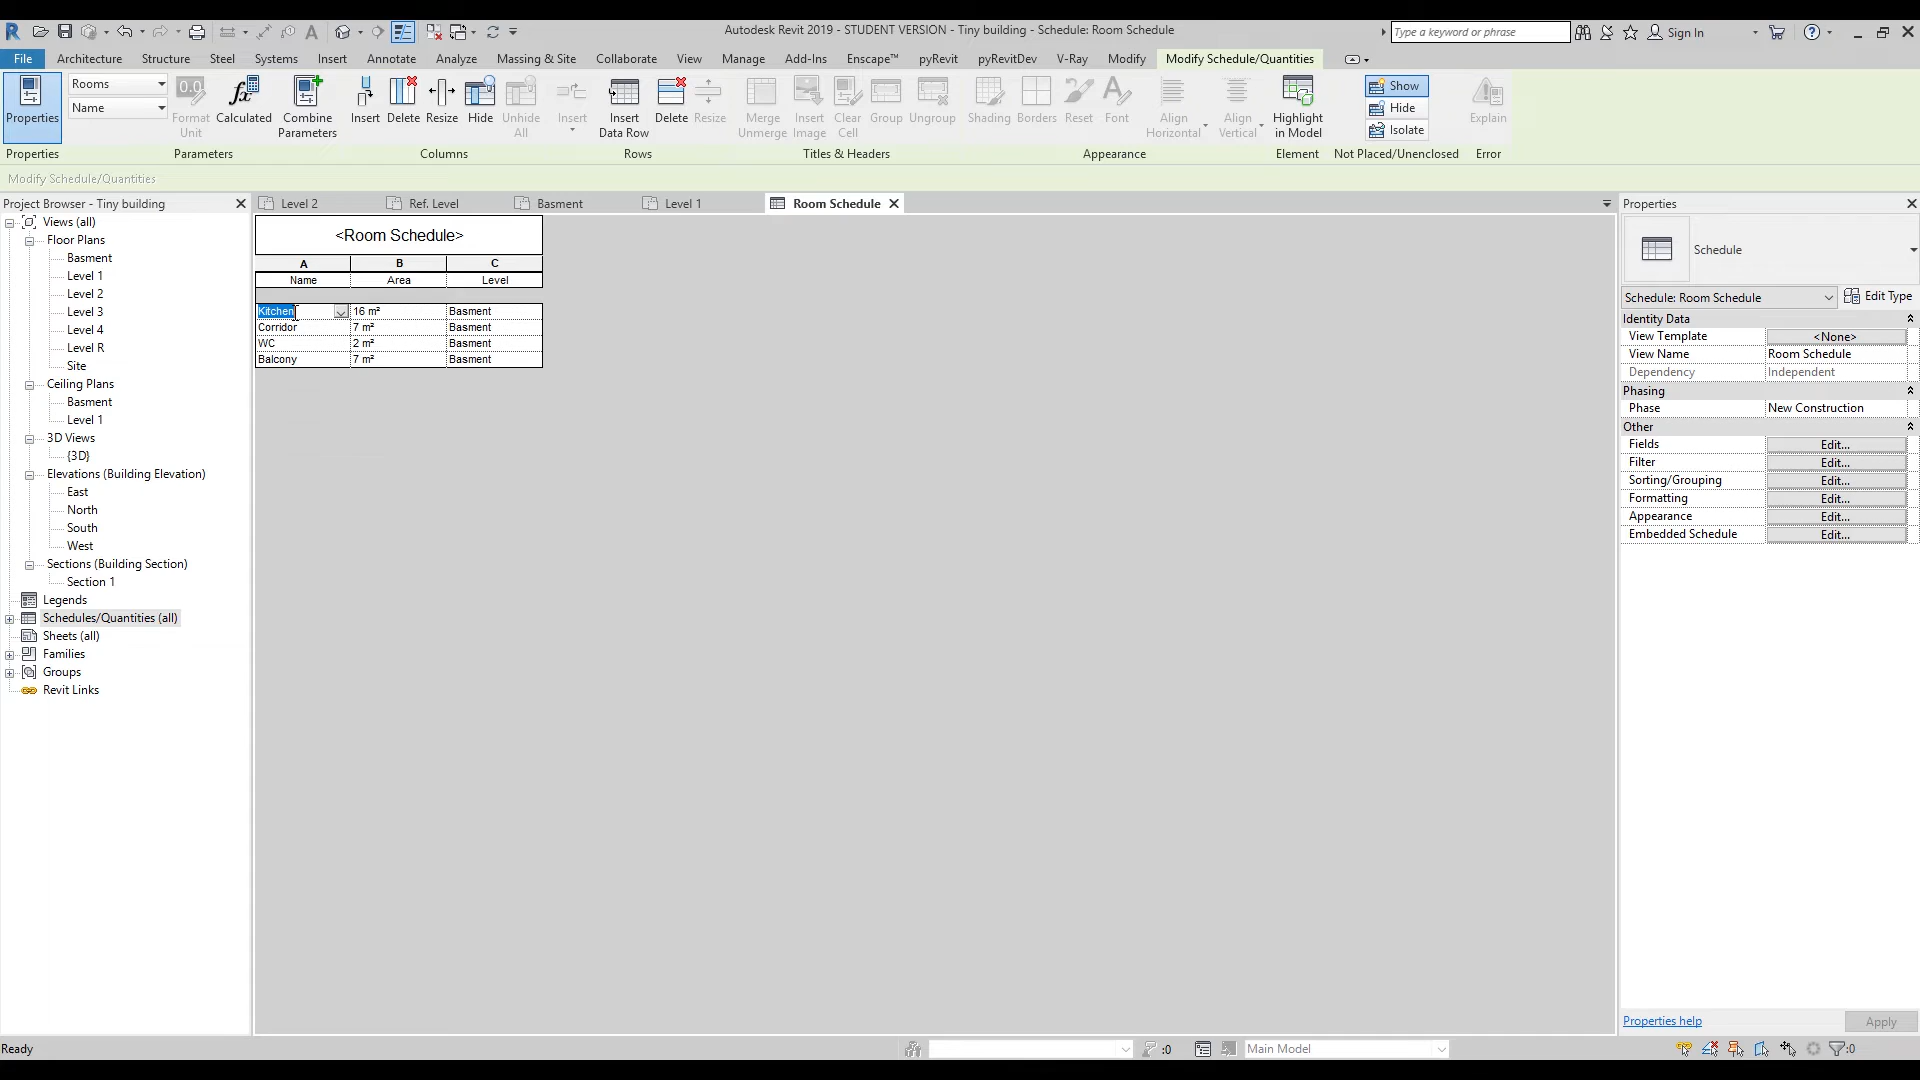 Autodesk Revit 2019 - STUDENT VERSION - Tiny building - Schedule: Room Schedule
Type a keyword or phrase
Sign In
File Architecture Structure Steel Systems Insert Annotate Analyze Massing & Site Collaborate View Manage Add-Ins Enscape™ pyRevit pyRevitDev V-Ray Modify Modify Schedule/Quantities
Properties
Rooms
Name
Format Unit
Calculated
Combine Parameters
Insert
Delete
Resize
Hide
Unhide All
Insert
Insert Data Row
Delete
Resize
Merge Unmerge
Insert Image
Clear Cell
Group
Ungroup
Shading
Borders
Reset
Font
Align Horizontal
Align Vertical
Highlight in Model
Show
Hide
Isolate
Explain
Properties Parameters Columns Rows Titles & Headers Appearance Element Not Placed/Unenclosed Error
Modify Schedule/Quantities
Project Browser - Tiny building
Views (all)
Floor Plans
Basment
Level 1
Level 2
Level 3
Level 4
Level R
Site
Ceiling Plans
Basment
Level 1
3D Views
{3D}
Elevations (Building Elevation)
East
North
South
West
Sections (Building Section)
Section 1
Legends
Schedules/Quantities (all)
Sheets (all)
Families
Groups
Revit Links
Level 2 Ref. Level Basment Level 1 Room Schedule
<Room Schedule>
A B C
Name Area Level
Kitchen 16 m² Basment
Corridor 7 m² Basment
WC 2 m² Basment
Balcony 7 m² Basment
Properties
Schedule
Schedule: Room Schedule Edit Type
Identity Data
View Template <None>
View Name Room Schedule
Dependency Independent
Phasing
Phase New Construction
Other
Fields Edit...
Filter Edit...
Sorting/Grouping Edit...
Formatting Edit...
Appearance Edit...
Embedded Schedule Edit...
Properties help Apply
Ready
:0
Main Model
:0